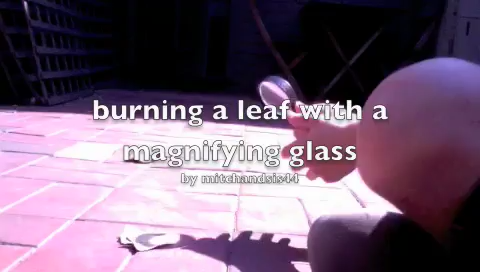 burning a leaf with a
magnifying glass
by mitchandsis44